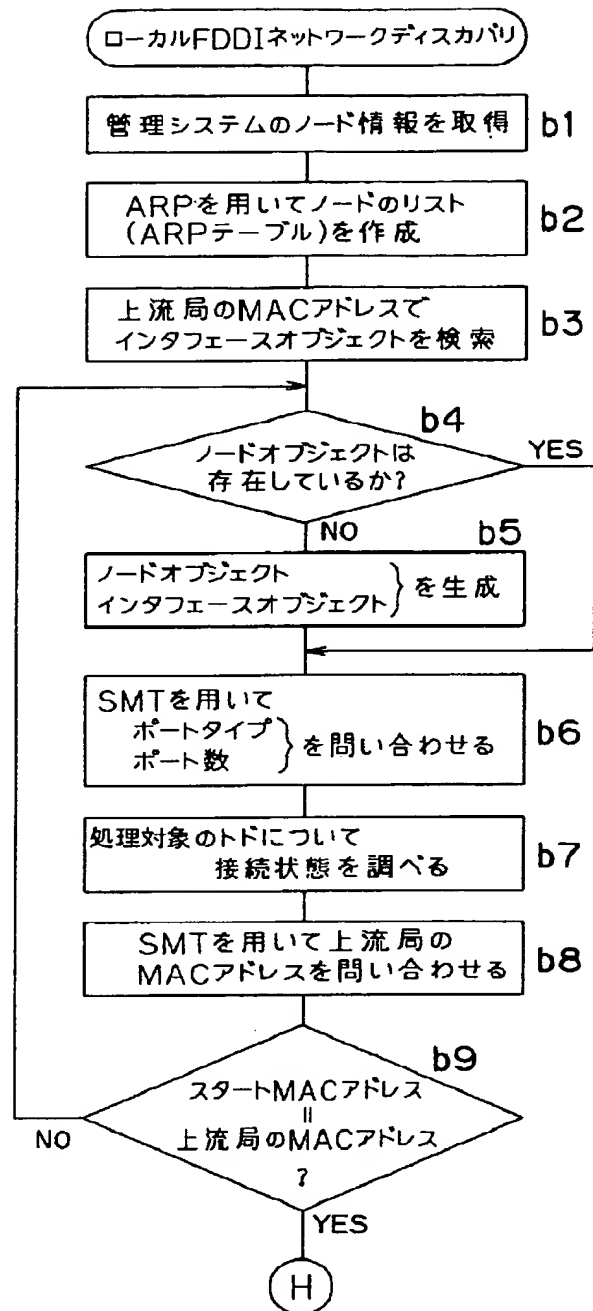 ローカルFDDIネットワークディスカバリ
管理システムのノード情報を取得 b1
ARPを用いてノードのリスト
(ARPテーブル)を作成
b2
上流局のMACアドレスで
インタフェースオブジェクトを検索
b3
b4
ノードオブジェクトは
存在しているか?
YES
NO
b5
ノードオブジェクト
インタフェースオブジェクト
を生成
SMTを用いて
ポートタイプ
ポート数
を問い合わせる
b6
処理対象のトドについて
接続状態を調べる
b7
SMTを用いて上流局の
MACアドレスを問い合わせる
b8
b9
スタートMACアドレス
=
上流局のMACアドレス
?
NO
YES
H